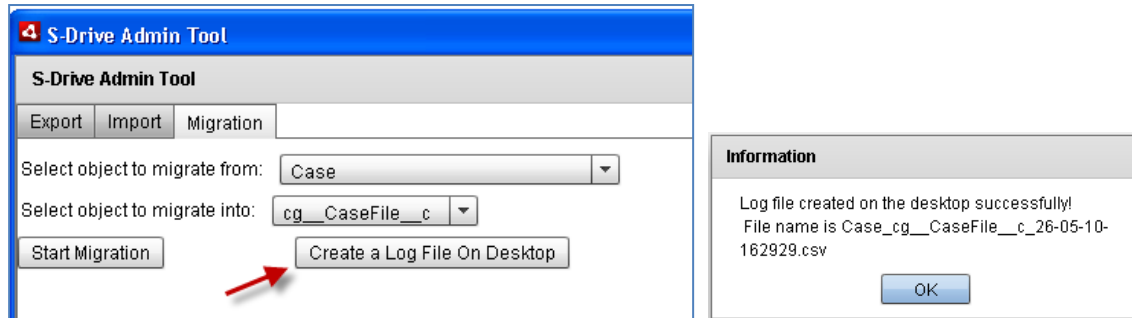 S-Drive Admin Tool
S-Drive Admin Tool
Export Import Migration
Select object to migrate from: Case
Select object to migrate into: cg__CaseFile__c
Start Migration Create a Log File On Desktop
Information
Log file created on the desktop successfully!
File name is Case_cg__CaseFile__c_26-05-10-
162929.csv
OK